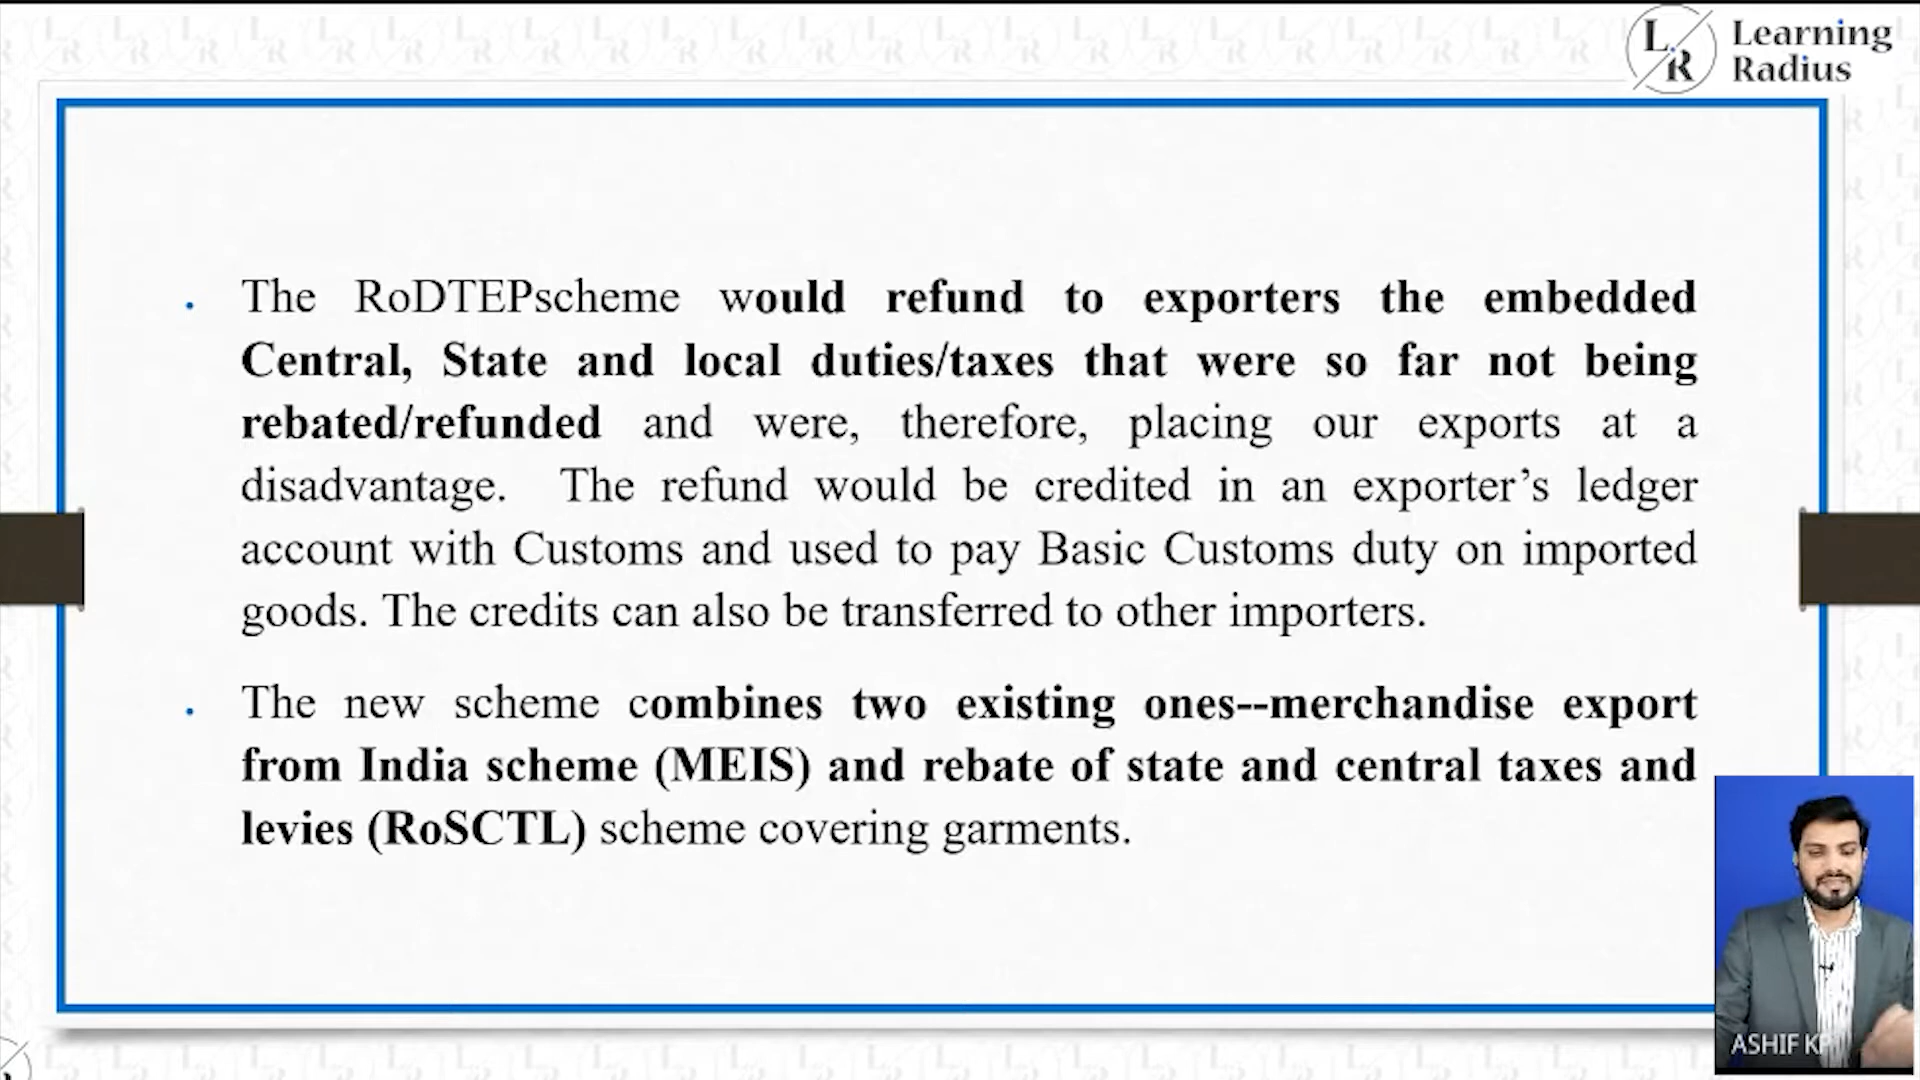 L R Learning
Radius
The RoDTEPscheme would refund to exporters the embedded
Central, State and local duties/taxes that were so far not being
rebated/refunded and were, therefore, placing our exports at a
disadvantage. The refund would be credited in an exporter’s ledger
account with Customs and used to pay Basic Customs duty on imported
goods. The credits can also be transferred to other importers.
The new scheme combines two existing ones--merchandise export
from India scheme (MEIS) and rebate of state and central taxes and
levies (RoSCTL) scheme covering garments.
ASHIF